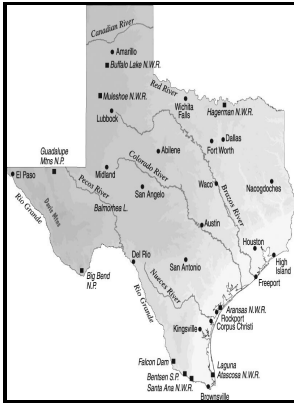 Canadian River
Amarillo
Buffalo Lake N.W.R.
Muleshoe N.W.R.
Lubbock
Red River
Wichita
Falls
Hagerman N.W.R.
Dallas
Fort Worth
Abilene
Guadalupe
Mtns N.P.
El Paso
Midland
Colorado River
San Angelo
Waco
Brazos River
Nacogdoches
Rio Grande
Davis Mtns
Pecos River
Balmorhea L.
Austin
Houston
High
Island
Del Rio
San Antonio
Freeport
Big Bend
N.P.
Rio Grande
Nueces River
Aransas N.W.R.
Rockport
Corpus Christi
Kingsville
Falcon Dam
Laguna
Atascosa N.W.R.
Bentsen S.P.
Santa Ana N.W.R.
Brownsville